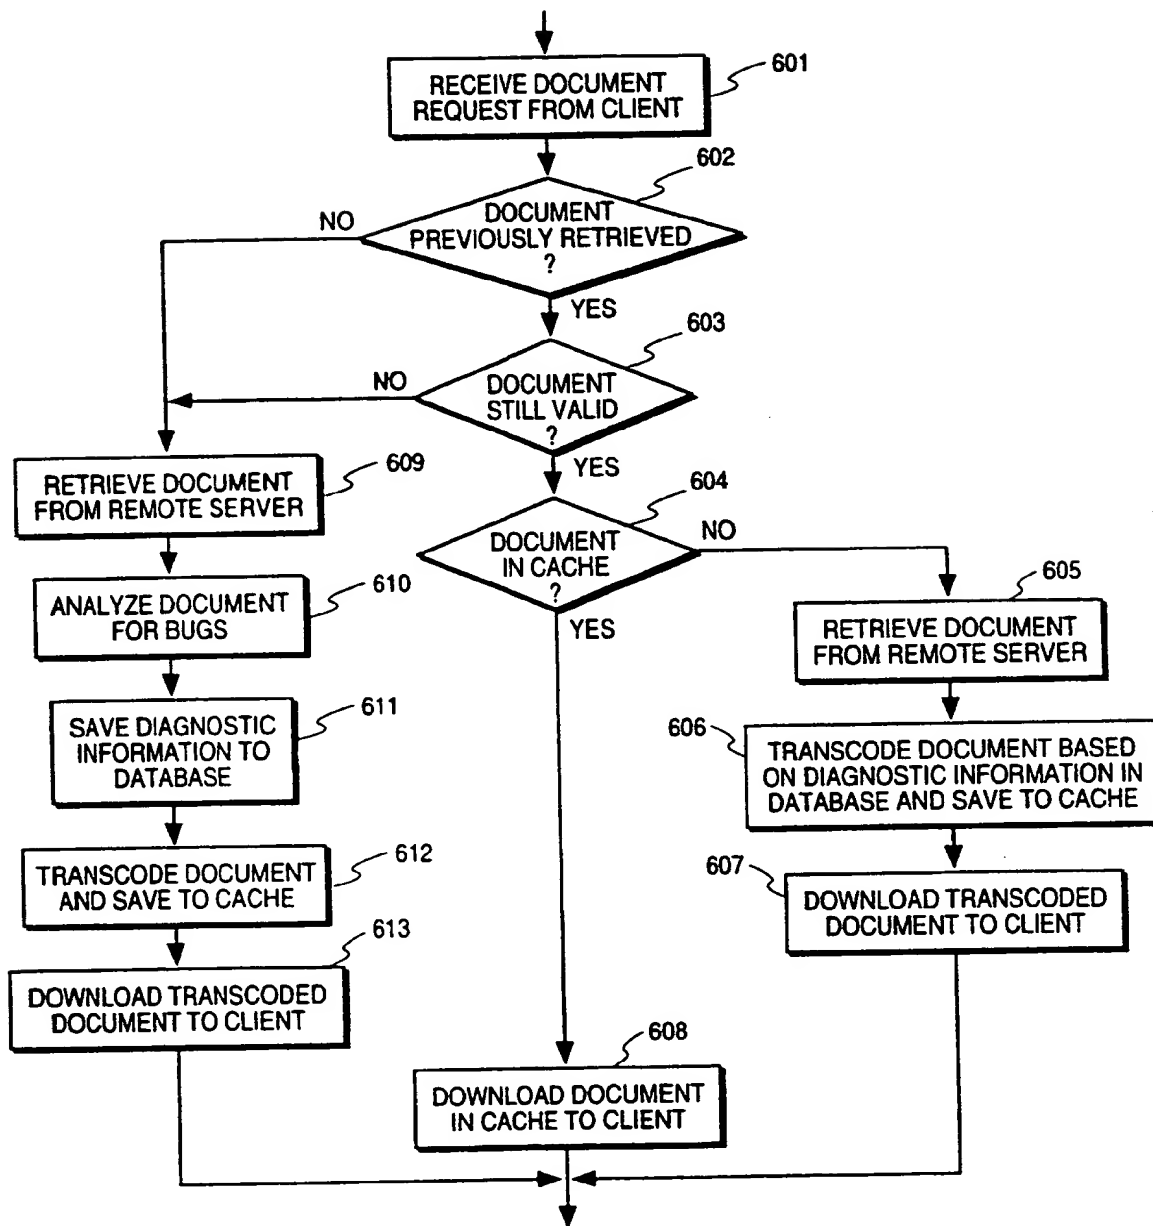 RECEIVE DOCUMENT
REQUEST FROM CLIENT
601
602
DOCUMENT
PREVIOUSLY RETRIEVED
?
NO
YES
603
DOCUMENT
STILL VALID
?
NO
YES
604
DOCUMENT
IN CACHE
?
NO
YES
609
RETRIEVE DOCUMENT
FROM REMOTE SERVER
610
ANALYZE DOCUMENT
FOR BUGS
611
SAVE DIAGNOSTIC
INFORMATION TO
DATABASE
612
TRANSCODE DOCUMENT
AND SAVE TO CACHE
613
DOWNLOAD TRANSCODED
DOCUMENT TO CLIENT
605
RETRIEVE DOCUMENT
FROM REMOTE SERVER
606
TRANSCODE DOCUMENT BASED
ON DIAGNOSTIC INFORMATION IN
DATABASE AND SAVE TO CACHE
607
DOWNLOAD TRANSCODED
DOCUMENT TO CLIENT
608
DOWNLOAD DOCUMENT
IN CACHE TO CLIENT